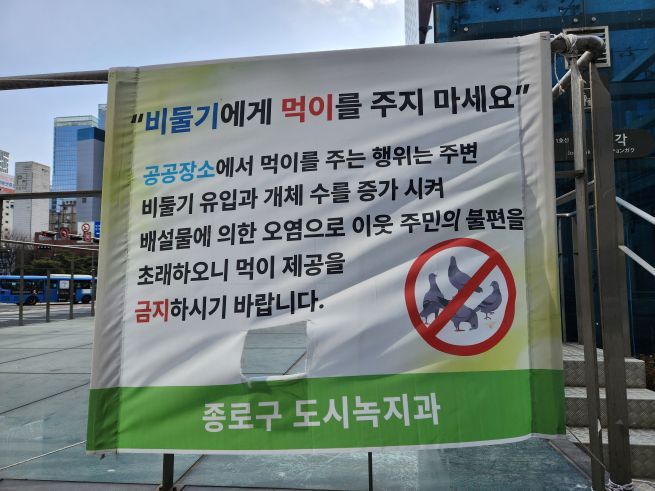 "비둘기에게 먹이를 주지 마세요"
공공장소에서 먹이를 주는 행위는 주변
비둘기 유입과 개체 수를 증가 시켜
배설물에 의한 오염으로 이웃 주민의 불편을
초래하오니 먹이 제공을
금지하시기 바랍니다.
종로구 도시녹지과
각